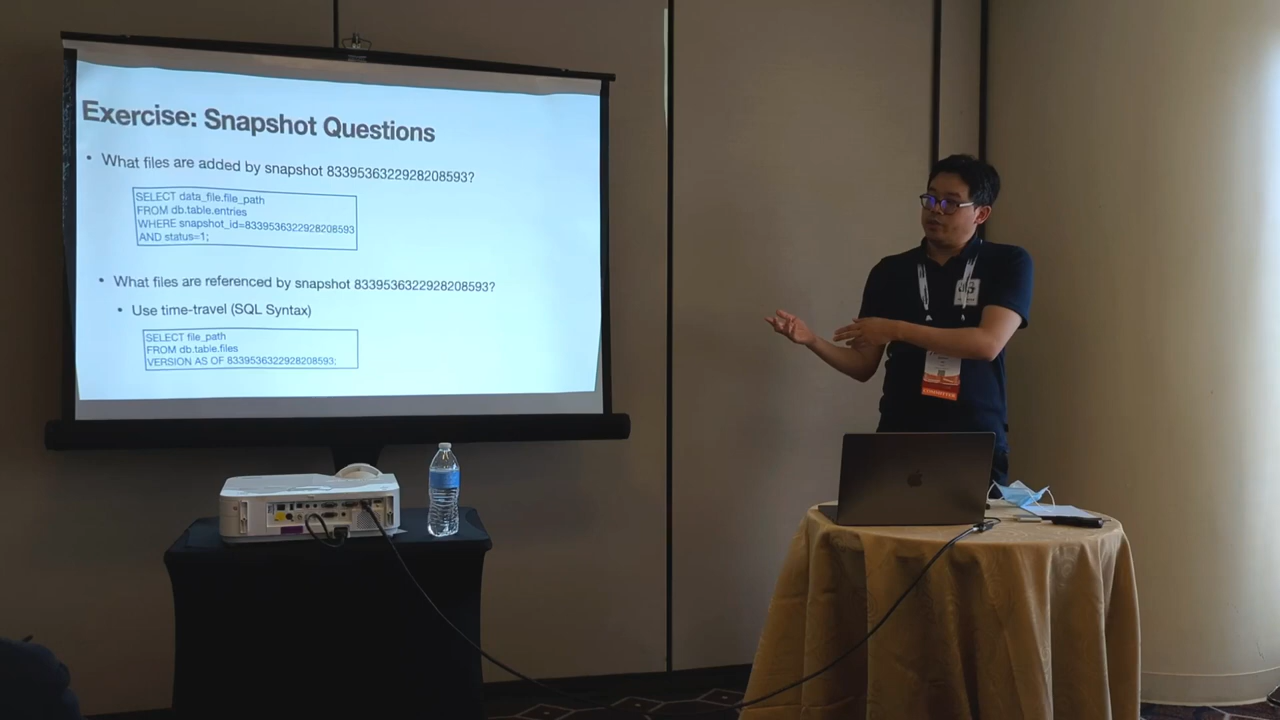 Exercise: Snapshot Questions
• What files are added by snapshot 8339536322928208593?
SELECT data_file.file_path
FROM db.table.entries
WHERE snapshot_id=8339536322928208593
AND status=1;
• What files are referenced by snapshot 8339536322928208593?
• Use time-travel (SQL Syntax)
SELECT file_path
FROM db.table.files
VERSION AS OF 8339536322928208593;
COMMITTER